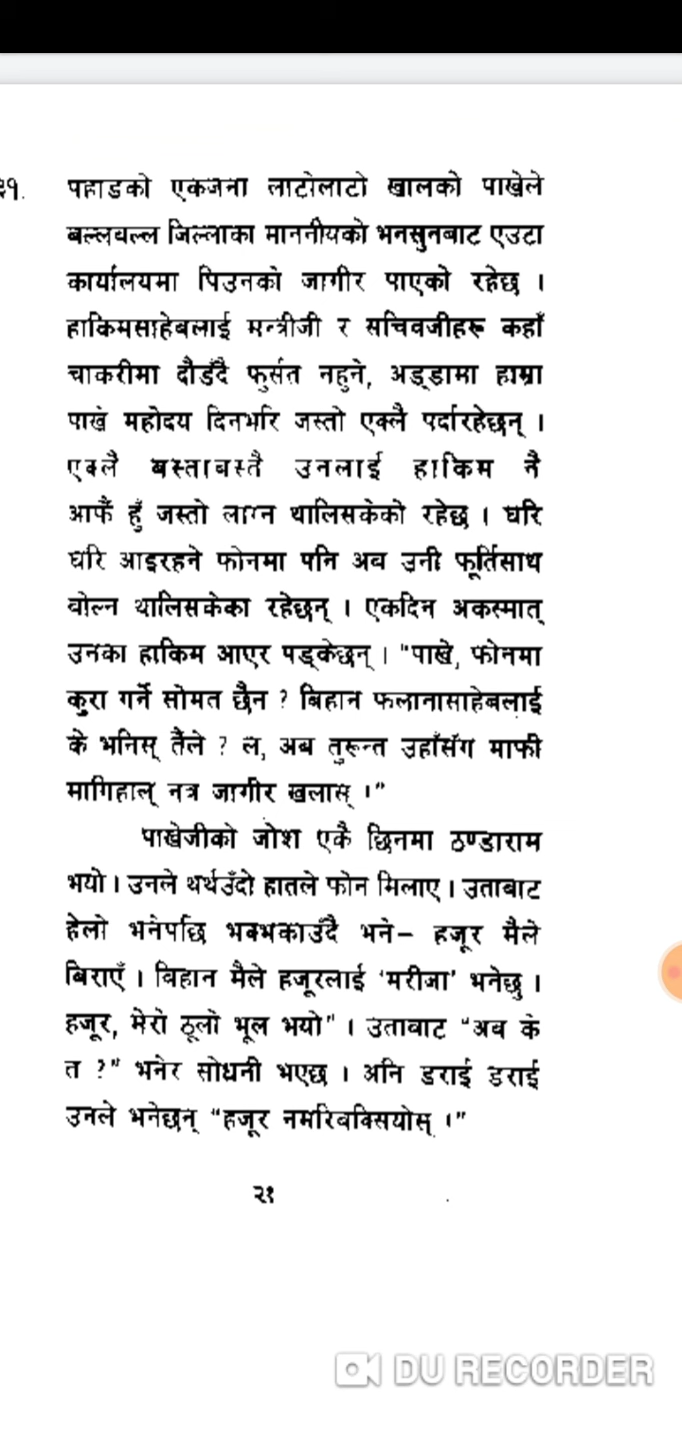 ३१. पहाडको एकजना लाटोलाटो खालको पाखेले
बल्लवल्ल जिल्लाका माननीयको भनसुनबाट एउटा
कार्यालयमा पिउनको जागीर पाएको रहेछ ।
हाकिमसाहेबलाई मन्त्रीजी र सचिवजीहरू कहाँ
चाकरीमा दौडँदै फुर्सत नहुने, अड्डामा हाम्रा
पाखे महोदय दिनभरि जस्तो एक्लै पर्दारहेछन् ।
एक्लै बस्ताबस्तै उनलाई हाकिम नै
आफैं हुँ जस्तो लाग्न थालिसकेको रहेछ । घरि
घरि आइरहने फोनमा पनि अब उनी फूर्तिसाथ
बोल्न थालिसकेका रहेछन् । एकदिन अकस्मात्
उनका हाकिम आएर पड्केछन् । "पाखे, फोनमा
कुरा गर्ने सोमत छैन ? बिहान फलानासाहेबलाई
के भनिस् तैले ? ल, अब तुरून्त उहाँसँग माफी
मागिहाल् नत्र जागीर खलास् ।"
पाखेजीको जोश एकै छिनमा ठण्डाराम
भयो । उनले थर्थउँदो हातले फोन मिलाए । उताबाट
हेलो भनेपछि भकभकाउँदै भने– हजूर मैले
बिराएँ । बिहान मैले हजूरलाई ‘मरीजा’ भनेछु ।
हजूर, मेरो ठूलो भूल भयो" । उताबाट "अब के
त ?" भनेर सोधनी भएछ । अनि डराई डराई
उनले भनेछन् "हजूर नमरिबक्सियोस् ।"
२१
DU RECORDER